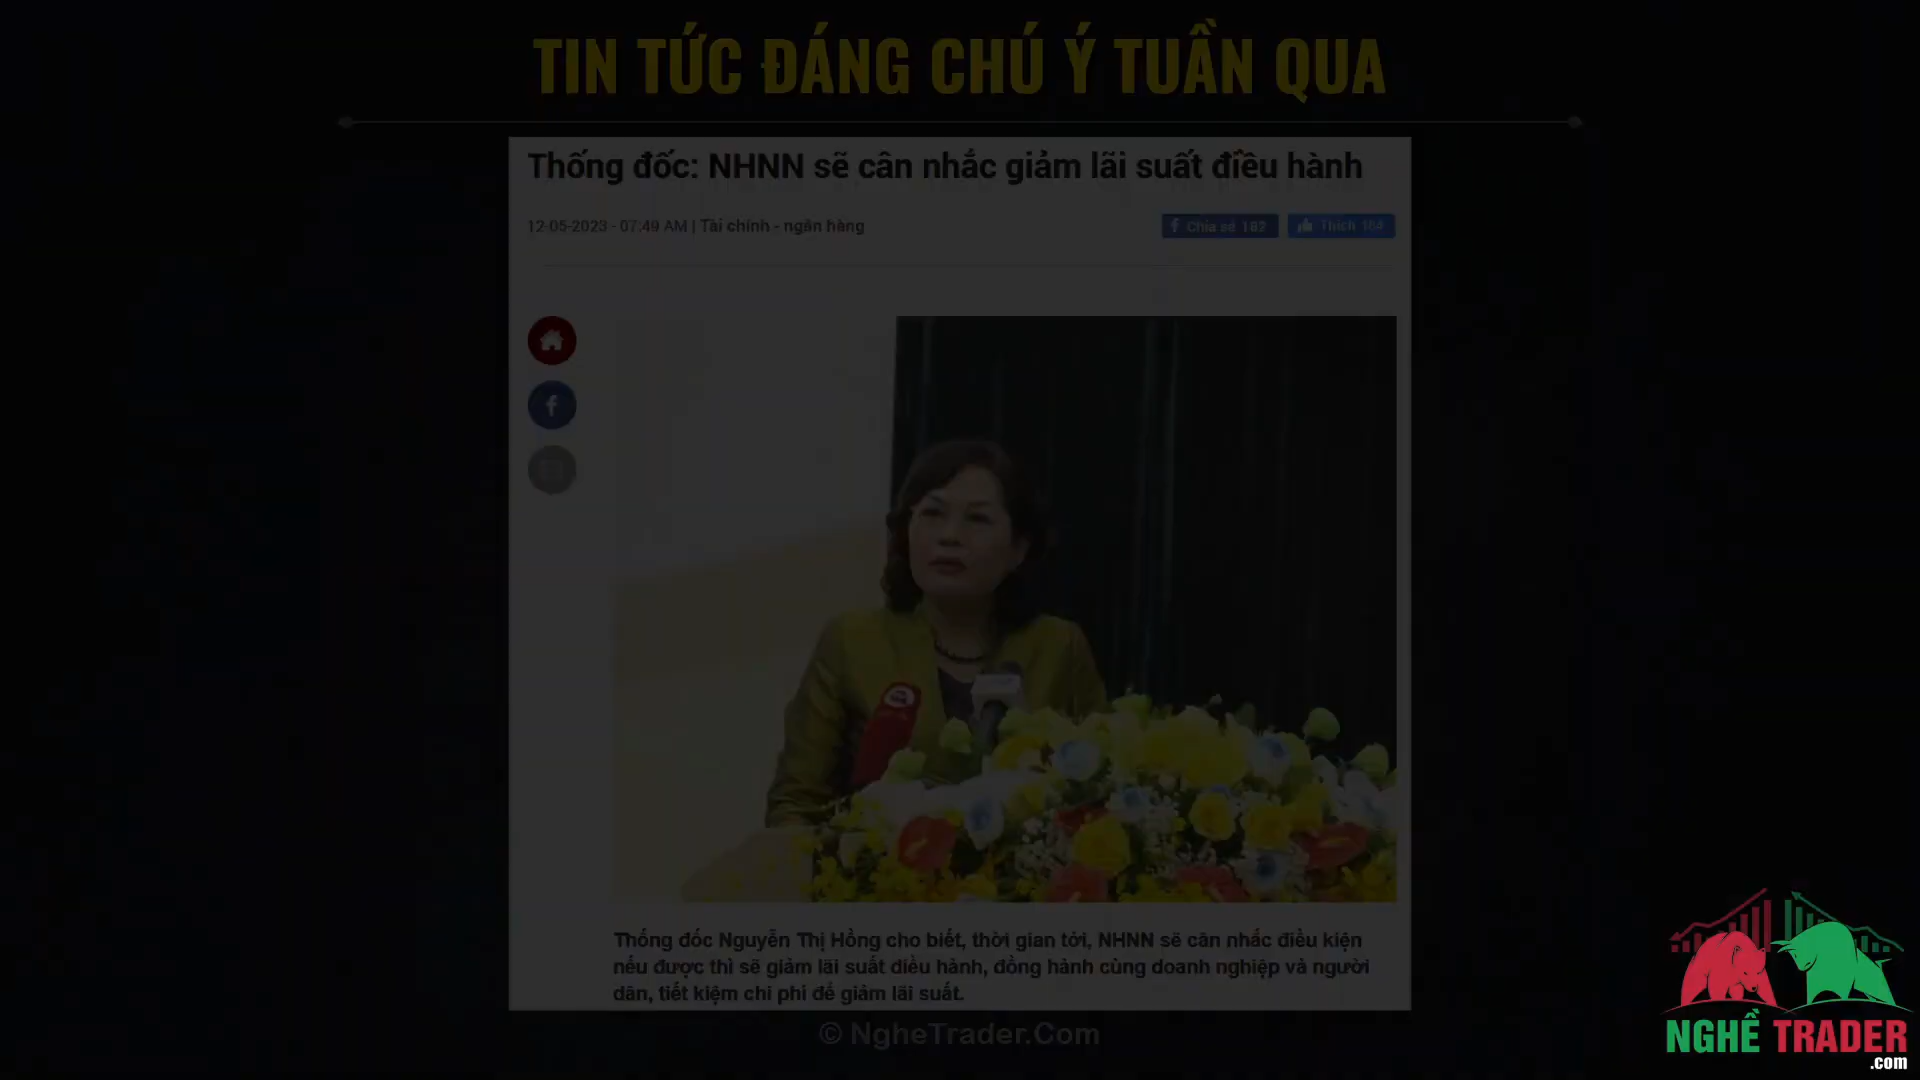 TIN TỨC ĐÁNG CHÚ Ý TUẦN QUA
Thống đốc: NHNN sẽ cân nhắc giảm lãi suất điều hành
12-05-2023 - 07:49 AM | Tài chính - ngân hàng
Chia sẻ 182
Thích 184
Thống đốc Nguyễn Thị Hồng cho biết, thời gian tới, NHNN sẽ cân nhắc điều kiện
nếu được thì sẽ giảm lãi suất điều hành, đồng hành cùng doanh nghiệp và người
dân, tiết kiệm chi phí để giảm lãi suất.
© NgheTrader.Com
NGHỀ TRADER
.com